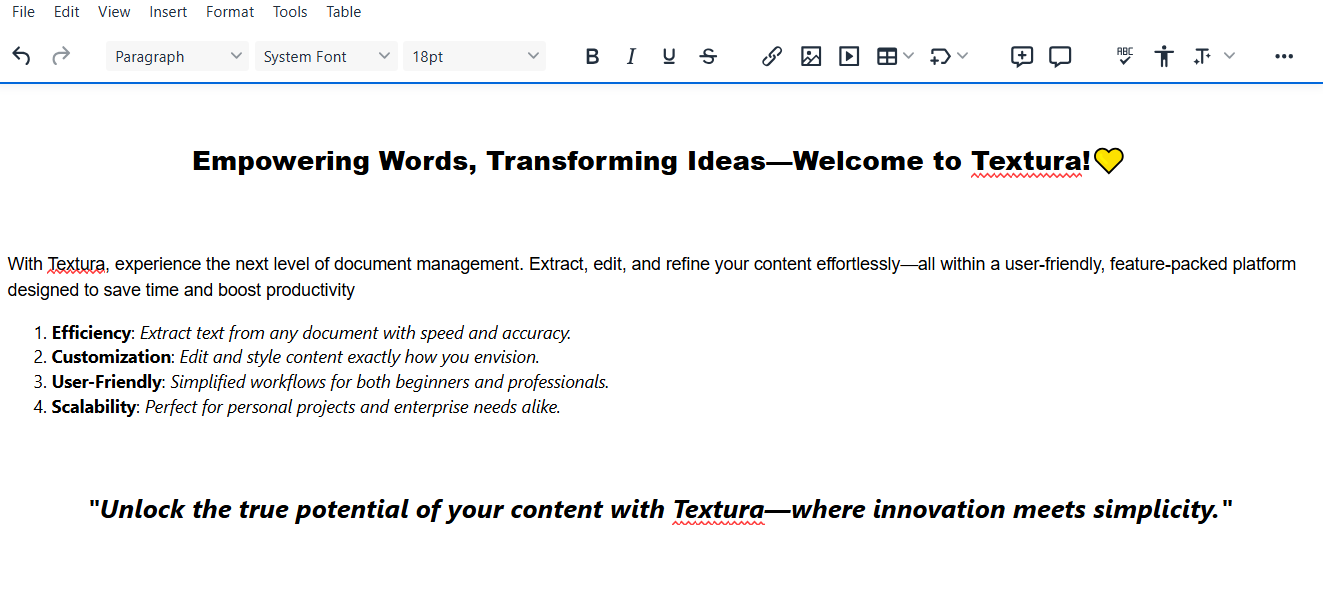 File Edit View Insert Format Tools Table
Paragraph System Font 18pt B I U S ABC T
Empowering Words, Transforming Ideas—Welcome to Textura!💛
With Textura, experience the next level of document management. Extract, edit, and refine your content effortlessly—all within a user-friendly, feature-packed platform
designed to save time and boost productivity
1. Efficiency: Extract text from any document with speed and accuracy.
2. Customization: Edit and style content exactly how you envision.
3. User-Friendly: Simplified workflows for both beginners and professionals.
4. Scalability: Perfect for personal projects and enterprise needs alike.
"Unlock the true potential of your content with Textura—where innovation meets simplicity."